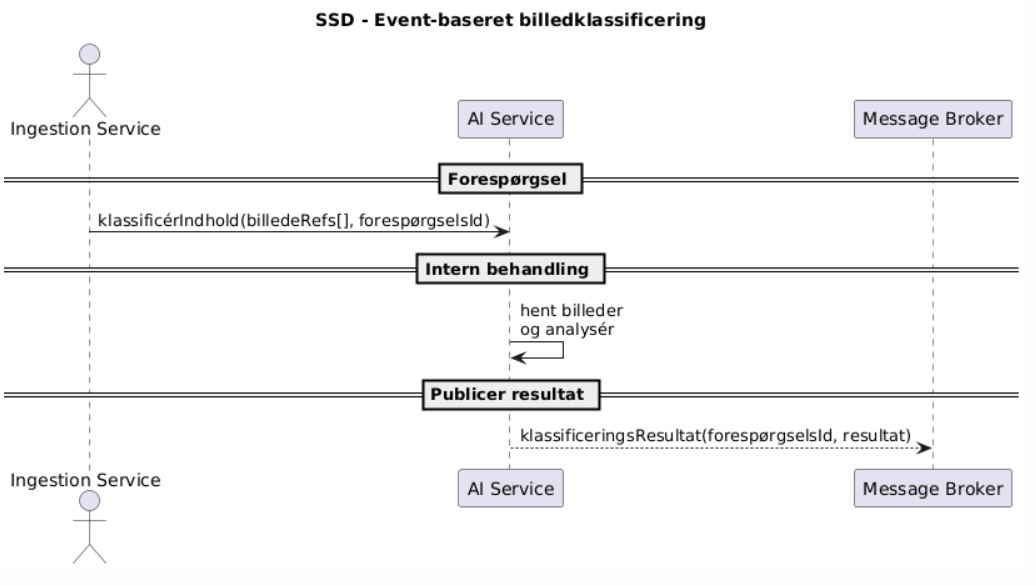 SSD - Event-baseret billedklassificering
Ingestion Service
AI Service
Message Broker
Forespørgsel
klassificérIndhold(billedeRefs[], forespørgselsId)
Intern behandling
hent billeder
og analysér
Publicer resultat
klassificeringsResultat(forespørgselsId, resultat)
Ingestion Service
AI Service
Message Broker